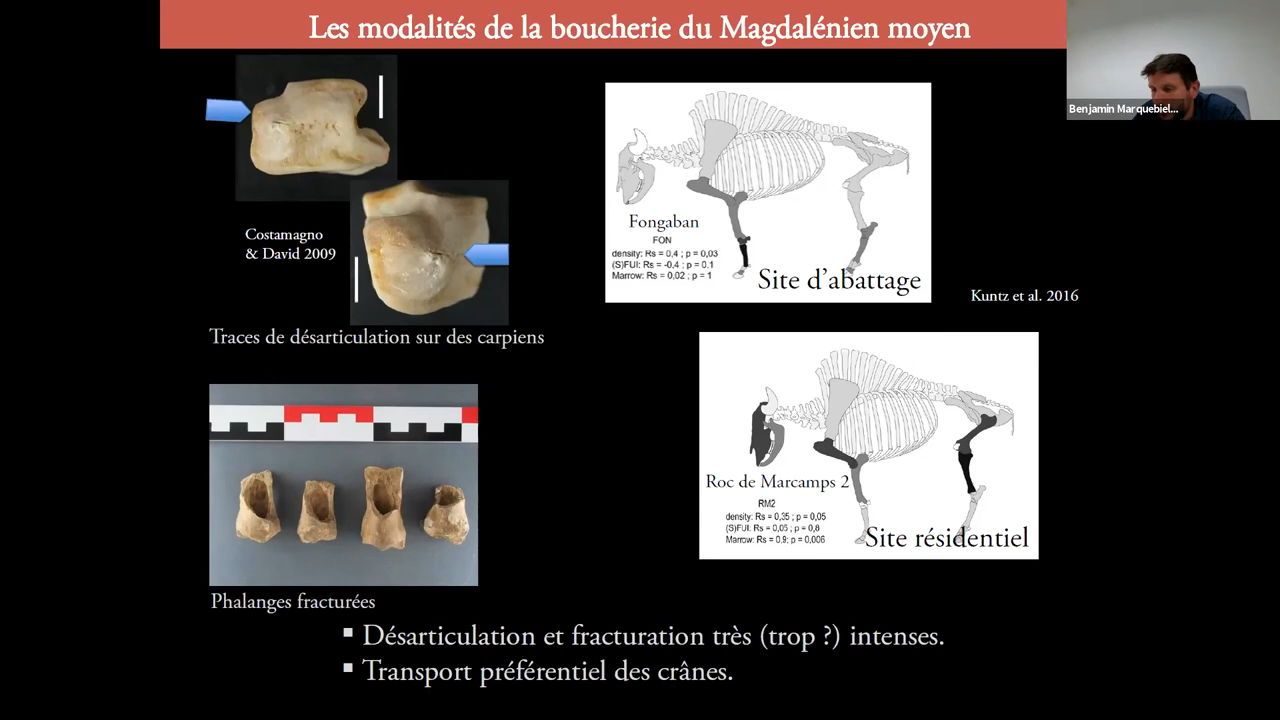 Les modalités de la boucherie du Magdalénien moyen
Benjamin Marquebiel...
Costamagno
& David 2009
Traces de désarticulation sur des carpiens
Fongaban
FON
density: Rs = 0,4 ; p = 0,03
(S)FUI: Rs = -0,4 ; p = 0,1
Marrow: Rs = 0,02 ; p = 1
Site d’abattage
Kuntz et al. 2016
Roc de Marcamps 2
RM2
density: Rs = 0,35 ; p = 0,05
(S)FUI: Rs = 0,05 ; p = 0,8
Marrow: Rs = 0,9; p = 0,006
Site résidentiel
Phalanges fracturées
▪ Désarticulation et fracturation très (trop ?) intenses.
▪ Transport préférentiel des crânes.